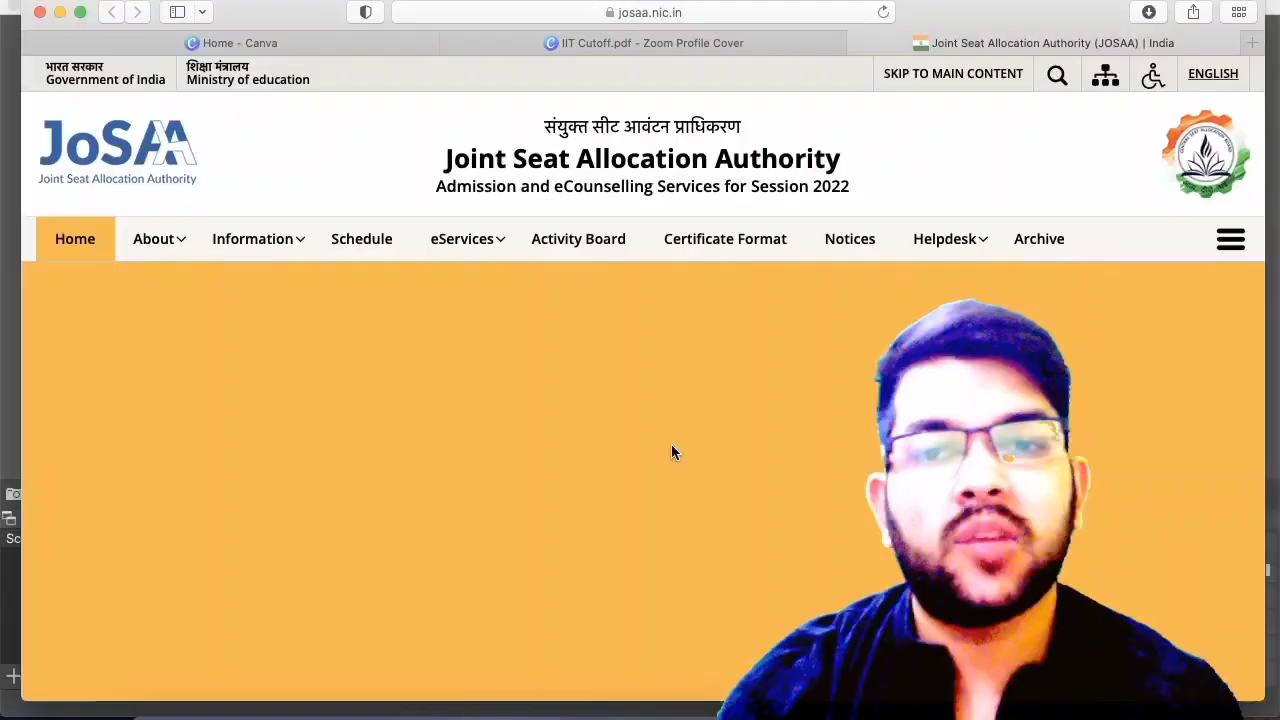 josaa.nic.in
Home - Canva
IIT Cutoff.pdf - Zoom Profile Cover
Joint Seat Allocation Authority (JOSAA) | India
भारत सरकार
Government of India
शिक्षा मंत्रालय
Ministry of education
SKIP TO MAIN CONTENT
ENGLISH
JoSAA
Joint Seat Allocation Authority
संयुक्त सीट आवंटन प्राधिकरण
Joint Seat Allocation Authority
Admission and eCounselling Services for Session 2022
Home About Information Schedule eServices Activity Board Certificate Format Notices Helpdesk Archive
Sc